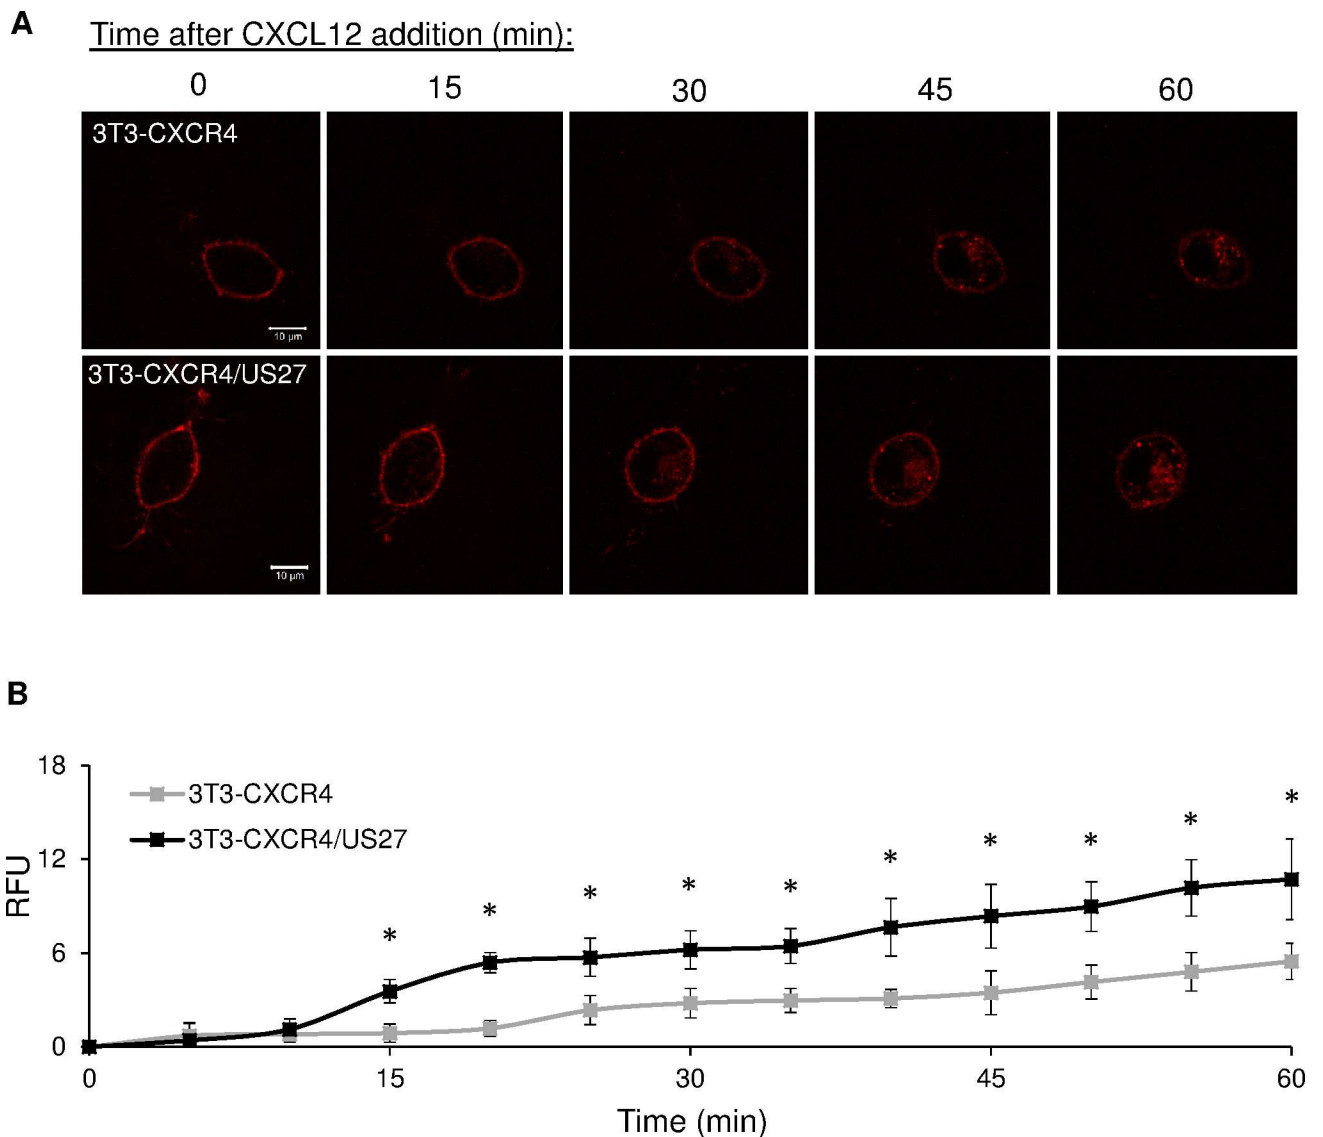 A
Time after CXCL12 addition (min):
0 15 30 45 60
3T3-CXCR4
10 µm
3T3-CXCR4/US27
10 µm
B
18
12
6
0
RFU
3T3-CXCR4
3T3-CXCR4/US27
* * * * * * * * * *
0 15 30 45 60
Time (min)